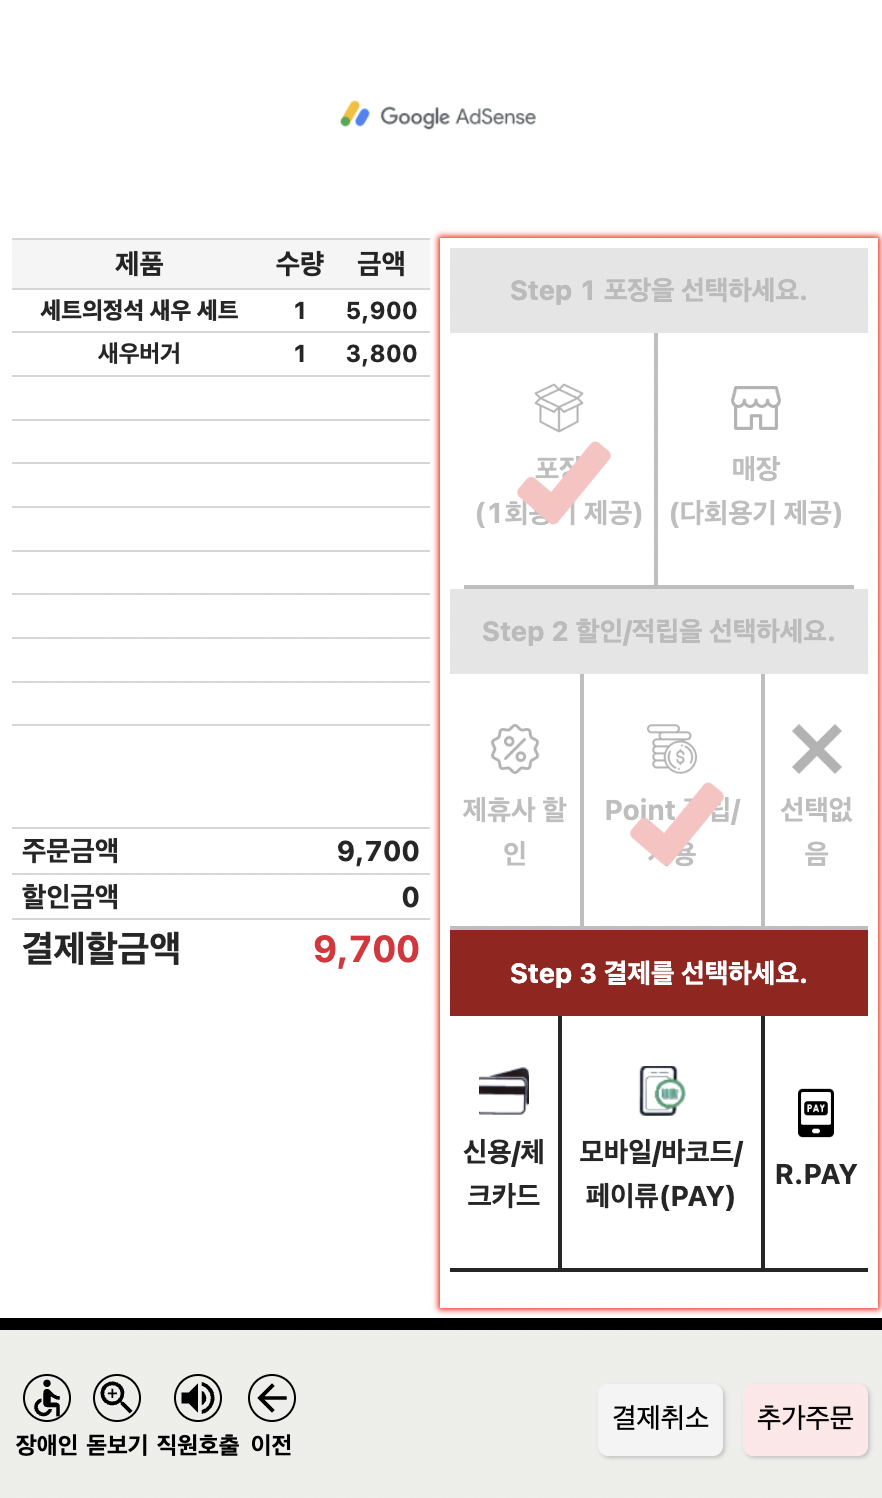 Google AdSense
제품 수량 금액
세트의정석 새우 세트 1 5,900
새우버거 1 3,800
주문금액 9,700
할인금액 0
결제할금액 9,700
Step 1 포장을 선택하세요.
포장
(1회용기 제공)
매장
(다회용기 제공)
Step 2 할인/적립을 선택하세요.
제휴사 할
인
Point 적립/
사용
선택없
음
Step 3 결제를 선택하세요.
신용/체
크카드
모바일/바코드/
페이류(PAY)
PAY
R.PAY
장애인 돋보기 직원호출 이전
결제취소 추가주문